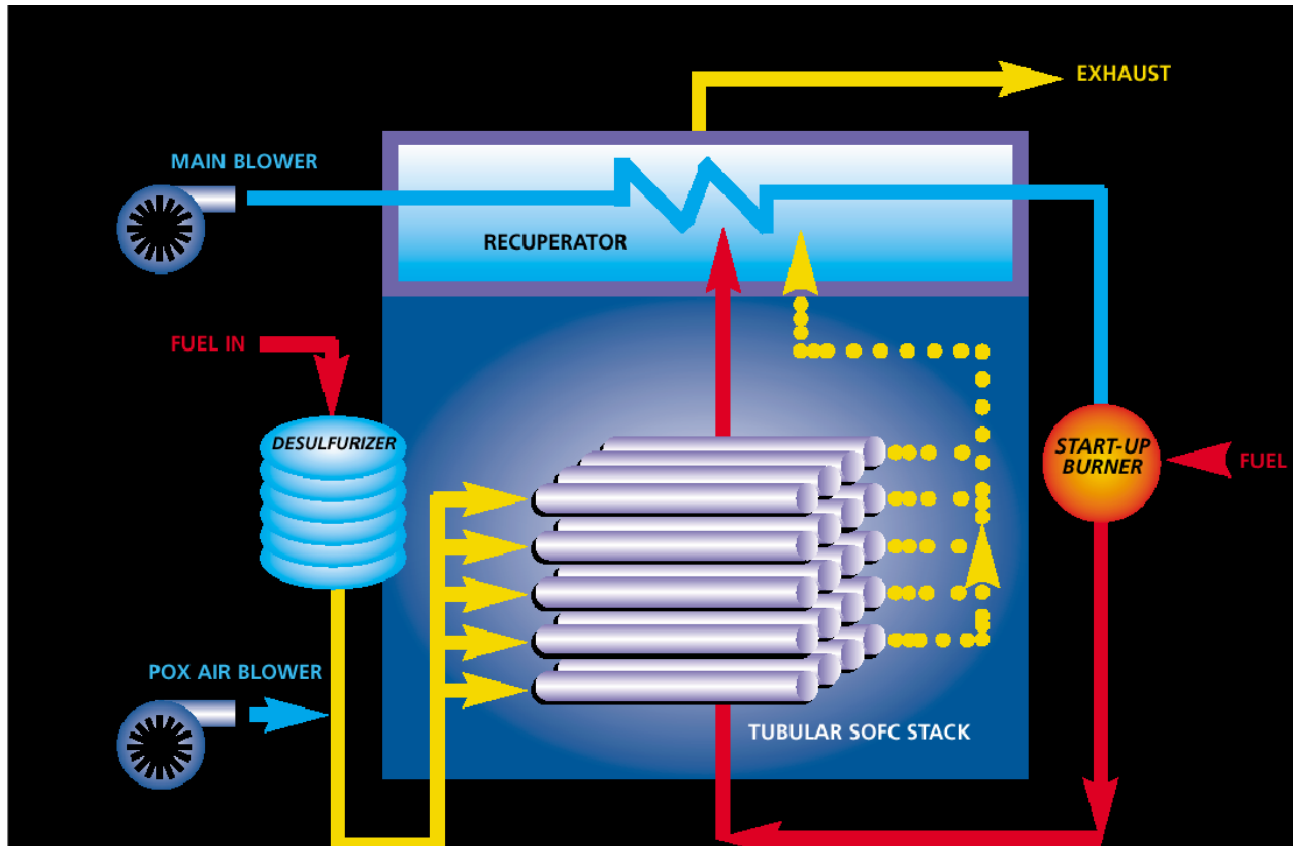 EXHAUST
MAIN BLOWER
RECUPERATOR
FUEL IN
DESULFURIZER
START-UP
BURNER
FUEL
POX AIR BLOWER
TUBULAR SOFC STACK